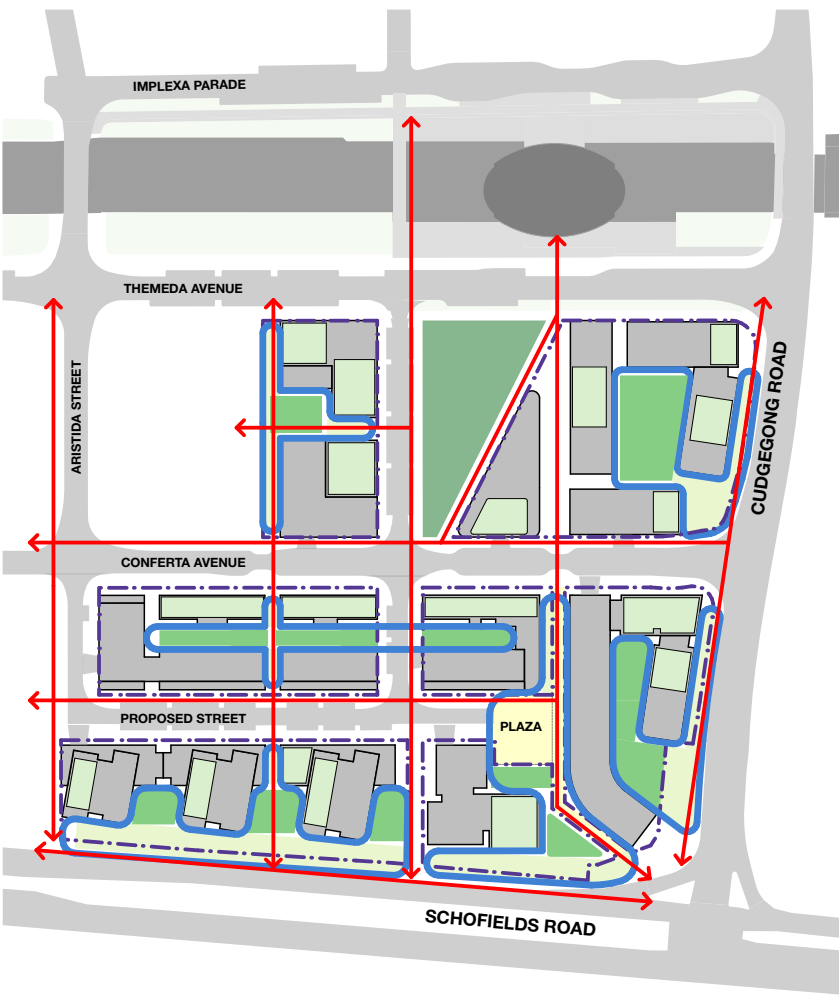 IMPLEXA PARADE
THEMEDA AVENUE
ARISTIDA STREET
CUDGEGONG ROAD
CONFERTA AVENUE
PROPOSED STREET
PLAZA
SCHOFIELDS ROAD